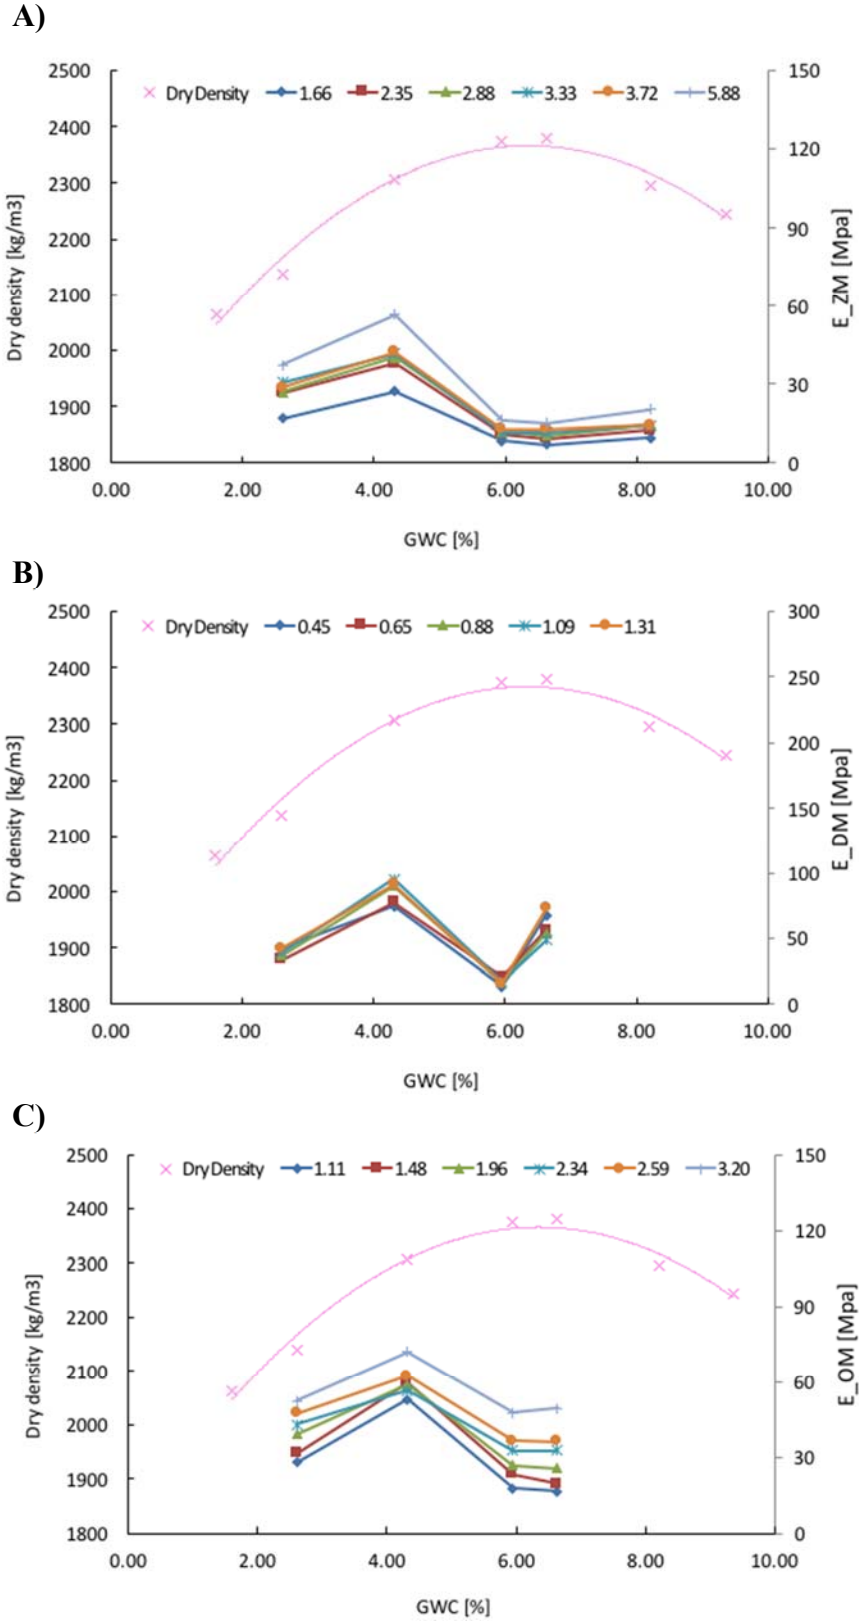 A)
Dry Density 1.66 2.35 2.88 3.33 3.72 5.88
2500 150
2400
120
2300
2200 90
2100
60
2000
30
1900
1800 0
0.00 2.00 4.00 6.00 8.00 10.00
GWC [%]
Dry density [kg/m3]
E_ZM [Mpa]
B)
Dry Density 0.45 0.65 0.88 1.09 1.31
2500 300
2400 250
2300
200
2200
150
2100
100
2000
1900 50
1800 0
0.00 2.00 4.00 6.00 8.00 10.00
GWC [%]
Dry density [kg/m3]
E_DM [Mpa]
C)
Dry Density 1.11 1.48 1.96 2.34 2.59 3.20
2500 150
2400
120
2300
2200 90
2100
60
2000
30
1900
1800 0
0.00 2.00 4.00 6.00 8.00 10.00
GWC [%]
Dry density [kg/m3]
E_OM [Mpa]